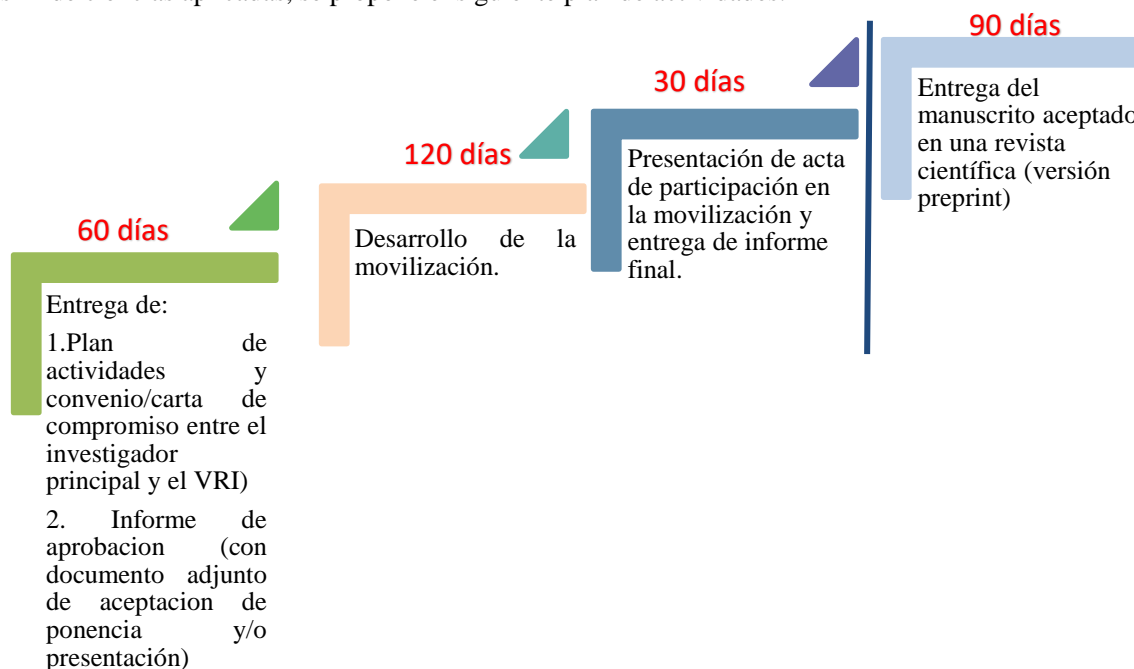 60 días
Entrega de:
1.Plan de
actividades y
convenio/carta de
compromiso entre el
investigador
principal y el VRI)
2. Informe de
aprobacion (con
documento adjunto
de aceptacion de
ponencia y/o
presentación)
120 días
Desarrollo de la
movilización.
30 días
Presentación de acta
de participación en
la movilización y
entrega de informe
final.
90 días
Entrega del
manuscrito aceptado
en una revista
científica (versión
preprint)